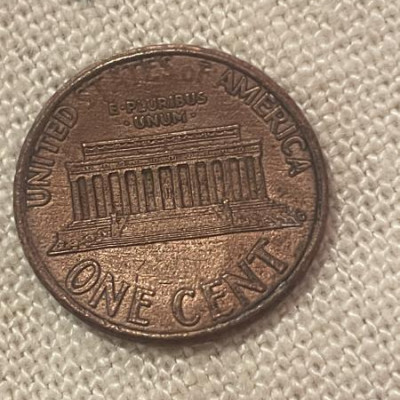 UNITED STATES OF AMERICA
E·PLURIBUS
·UNUM·
ONE CENT